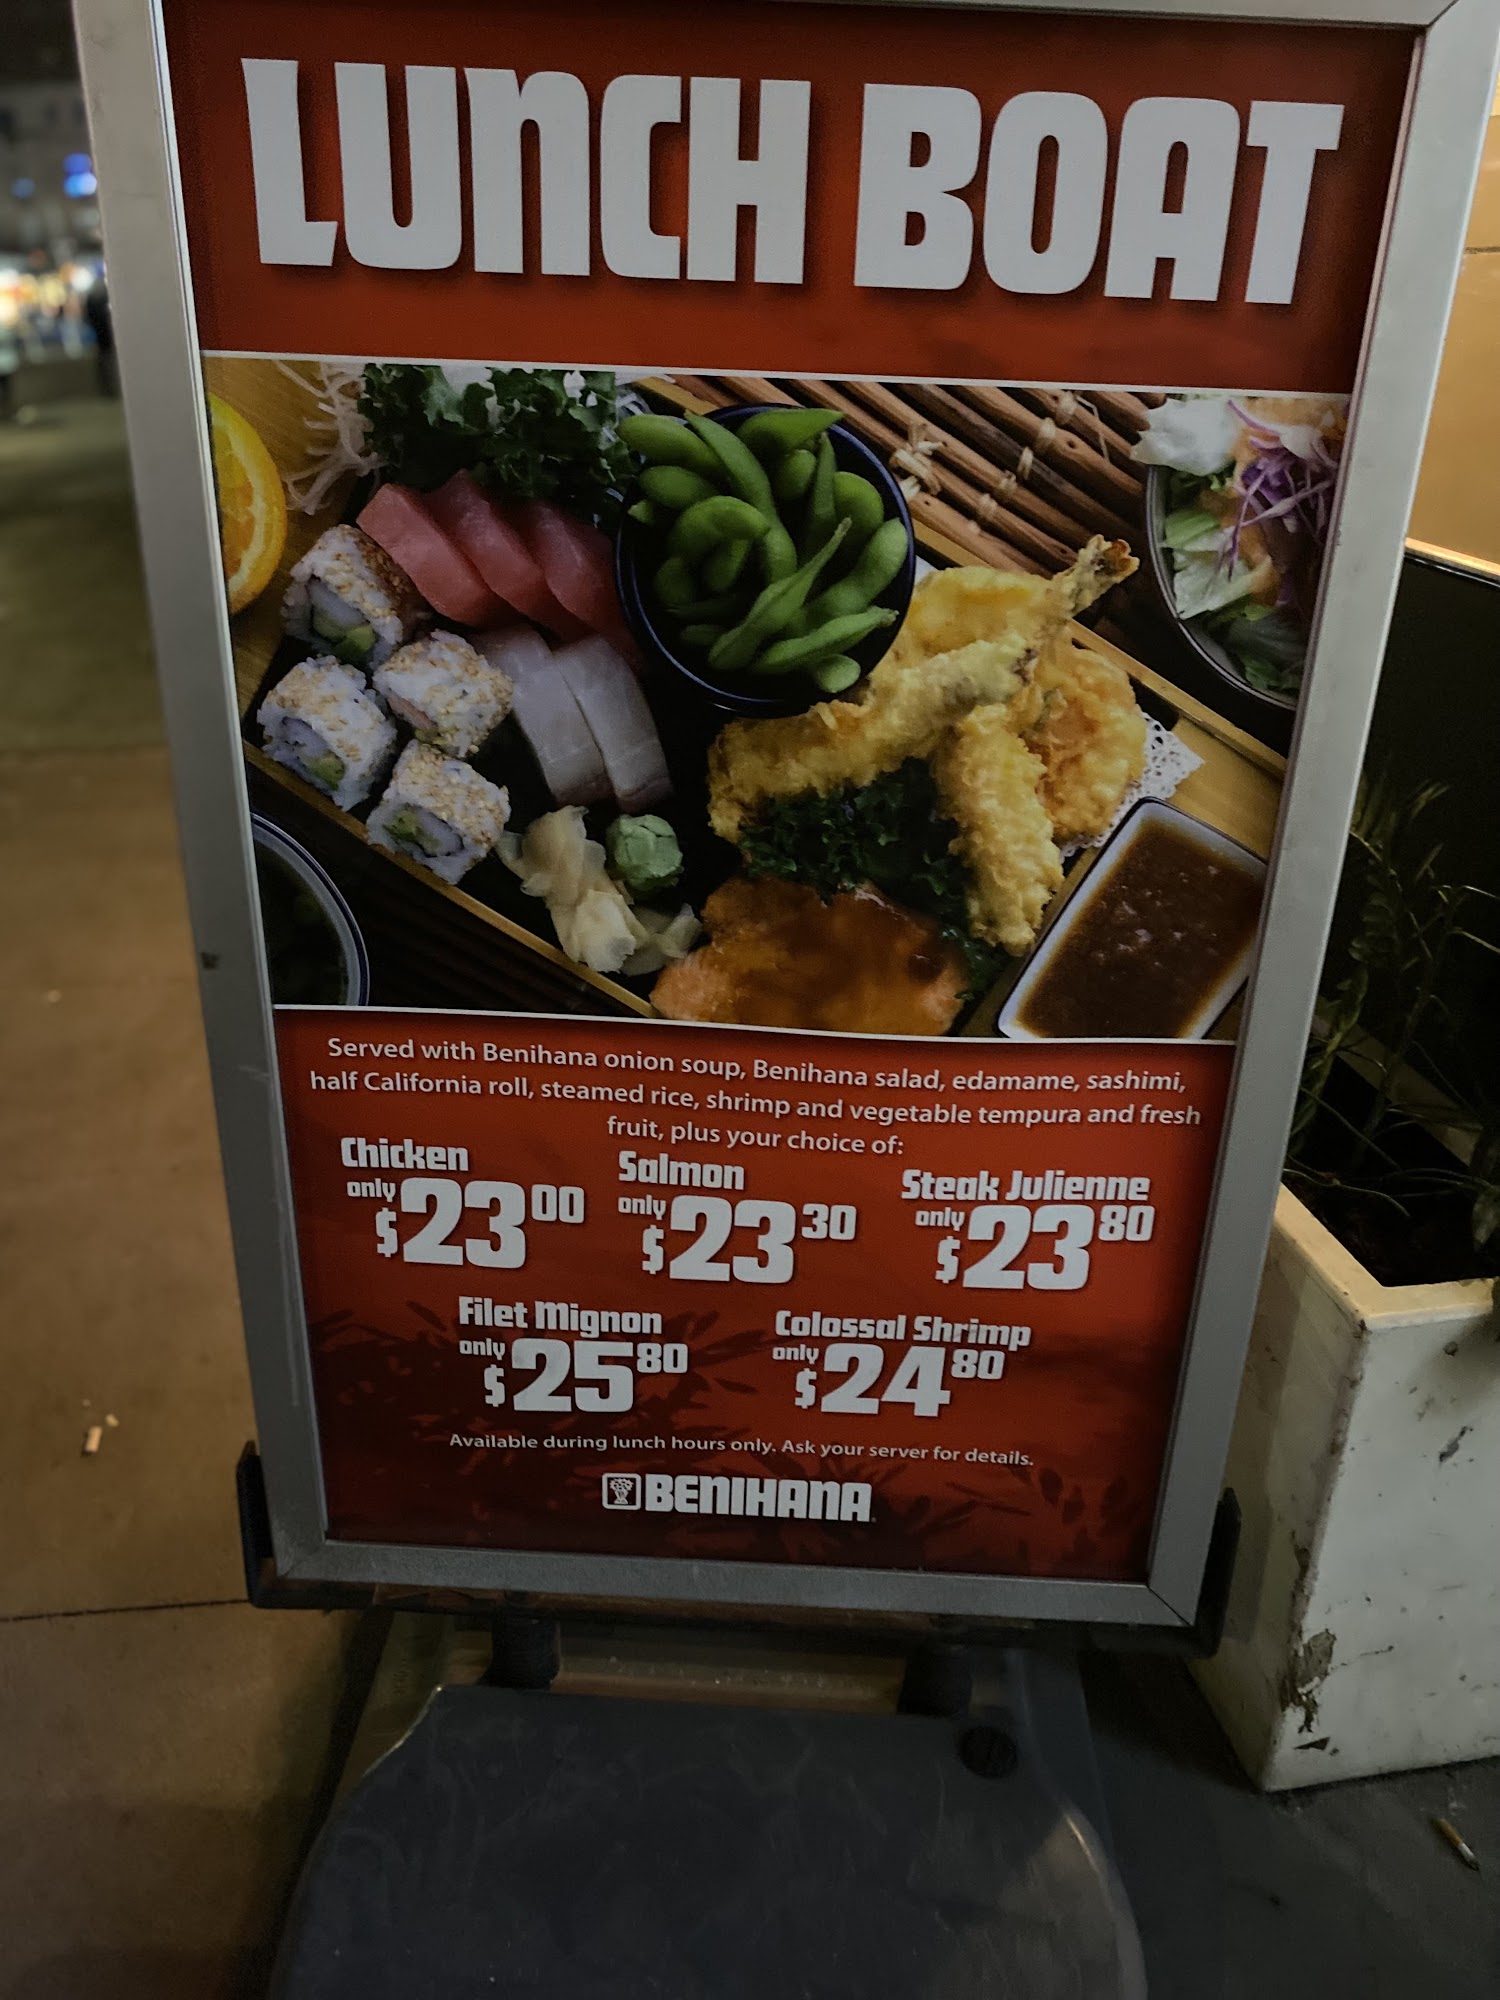 LUNCH BOAT
Served with Benihana onion soup, Benihana salad, edamame, sashimi,
half California roll, steamed rice, shrimp and vegetable tempura and fresh
fruit, plus your choice of:
Chicken
only
$23 00
Salmon
only
$23 30
Steak Julienne
only
$23 80
Filet Mignon
only
$25 80
Colossal Shrimp
only
$24 80
Available during lunch hours only. Ask your server for details.
BENIHANA